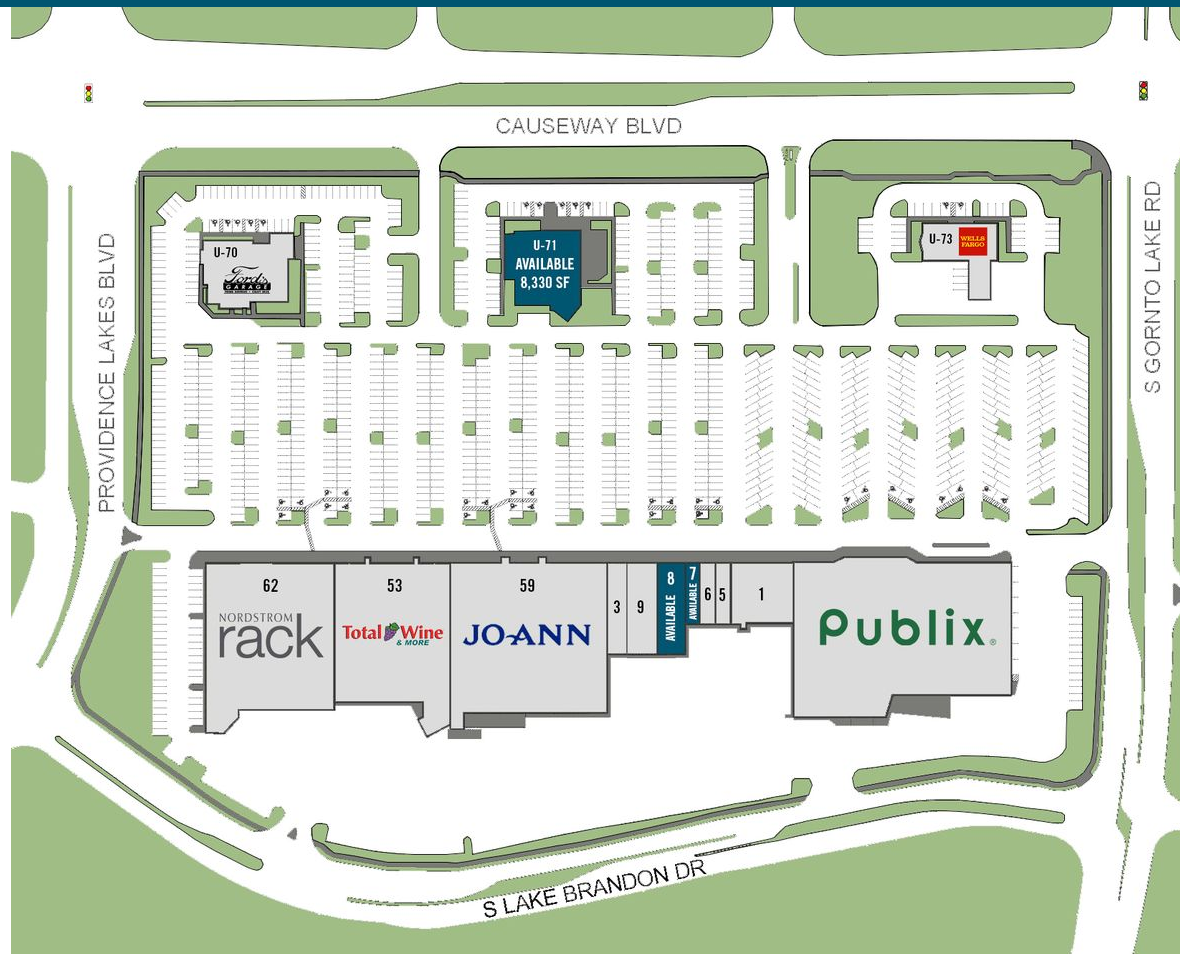 CAUSEWAY BLVD
PROVIDENCE LAKES BLVD
S GORNTO LAKE RD
U-70
Ford's
GARAGE
U-71
AVAILABLE
8,330 SF
U-73
WELLS
FARGO
62
NORDSTROM
rack
53
Total Wine
& MORE
59
JOANN
3
9
8
AVAILABLE
7
AVAILABLE
6
5
1
Publix®
S LAKE BRANDON DR